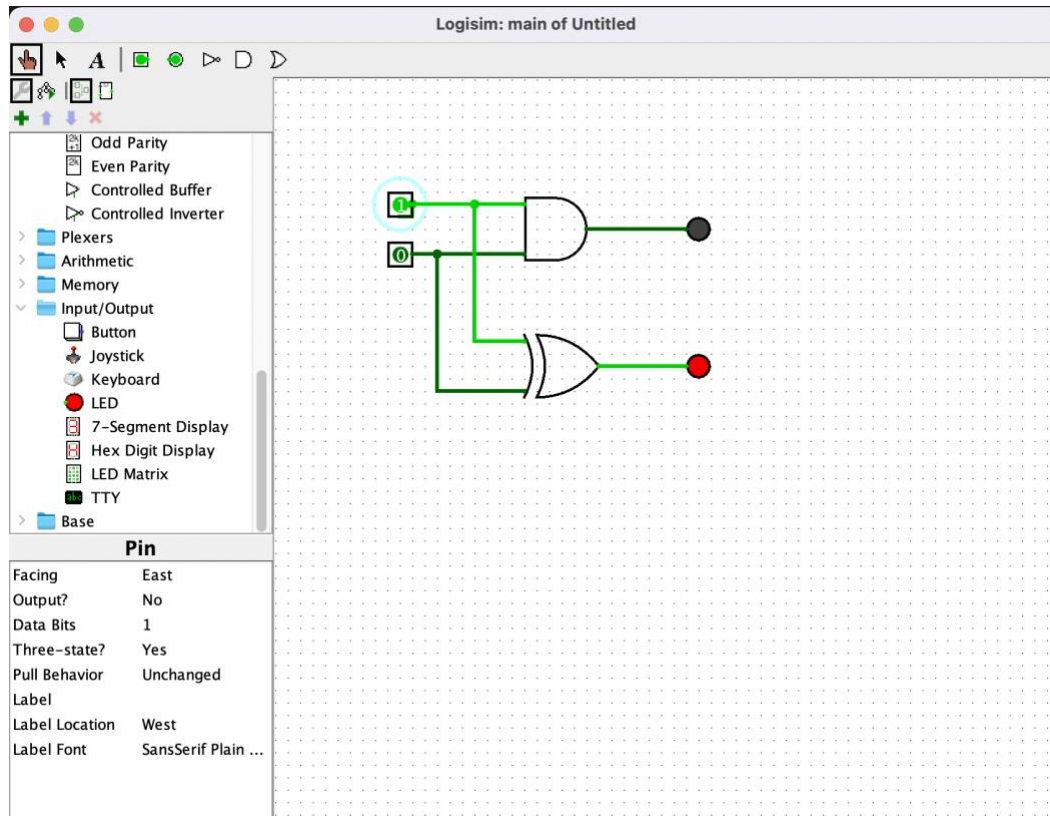 Logisim: main of Untitled
A
Odd Parity
Even Parity
Controlled Buffer
Controlled Inverter
Plexers
Arithmetic
Memory
Input/Output
Button
Joystick
Keyboard
LED
7-Segment Display
Hex Digit Display
LED Matrix
TTY
Base
1
0
Pin
Facing East
Output? No
Data Bits 1
Three-state? Yes
Pull Behavior Unchanged
Label
Label Location West
Label Font SansSerif Plain ...